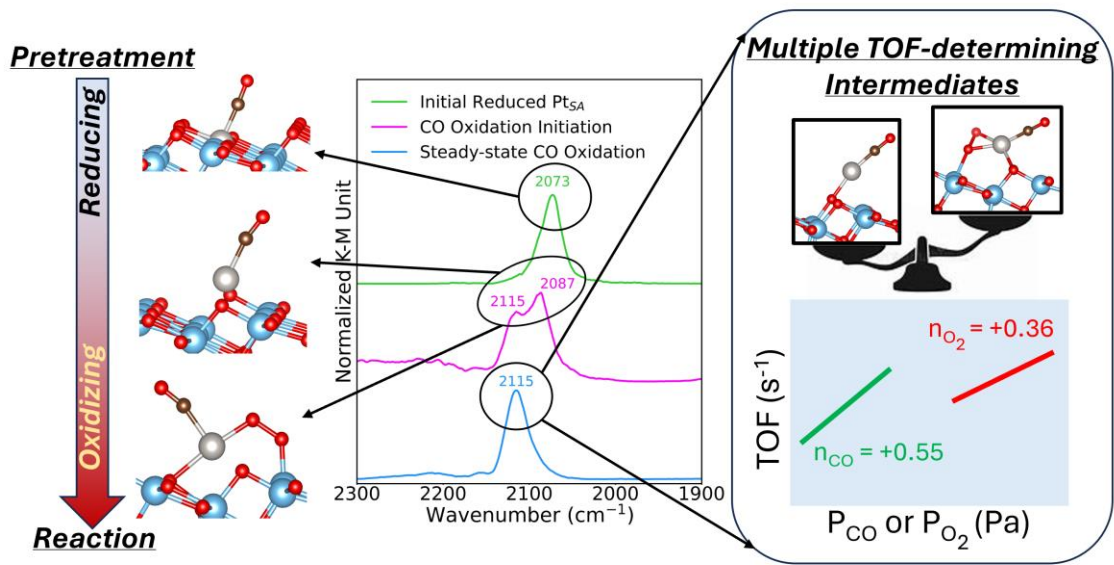 Pretreatment
Reducing
Oxidizing
Reaction
Normalized K-M Unit
Initial Reduced Pt_SA
CO Oxidation Initiation
Steady-state CO Oxidation
2073
2115
2087
2115
2300
2200
2100
2000
1900
Wavenumber (cm⁻¹)
Multiple TOF-determining
Intermediates
TOF (s⁻¹)
n_O₂ = +0.36
n_CO = +0.55
P_CO or P_O₂ (Pa)